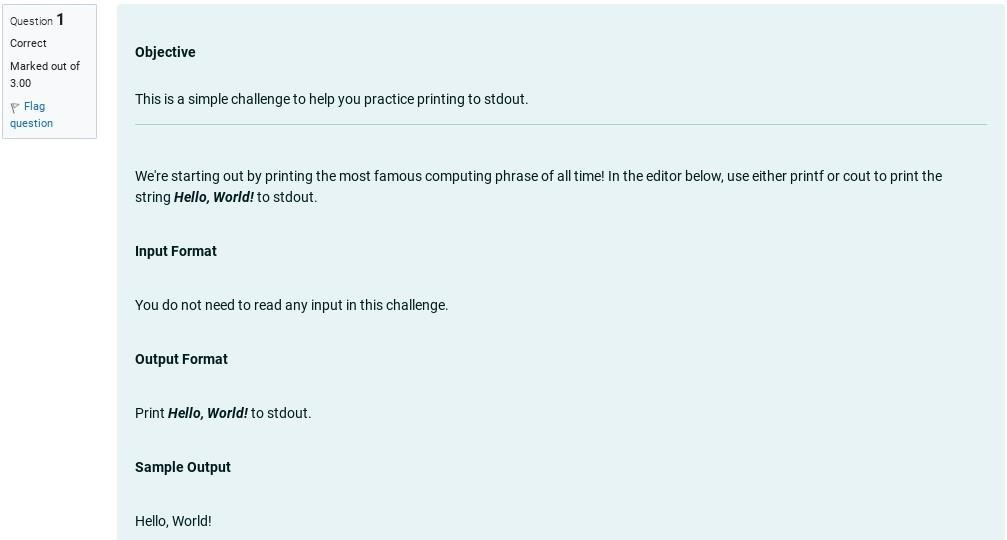 Question 1
Correct
Marked out of
3.00
Flag
question
Objective
This is a simple challenge to help you practice printing to stdout.
We're starting out by printing the most famous computing phrase of all time! In the editor below, use either printf or cout to print the
string Hello, World! to stdout.
Input Format
You do not need to read any input in this challenge.
Output Format
Print Hello, World! to stdout.
Sample Output
Hello, World!